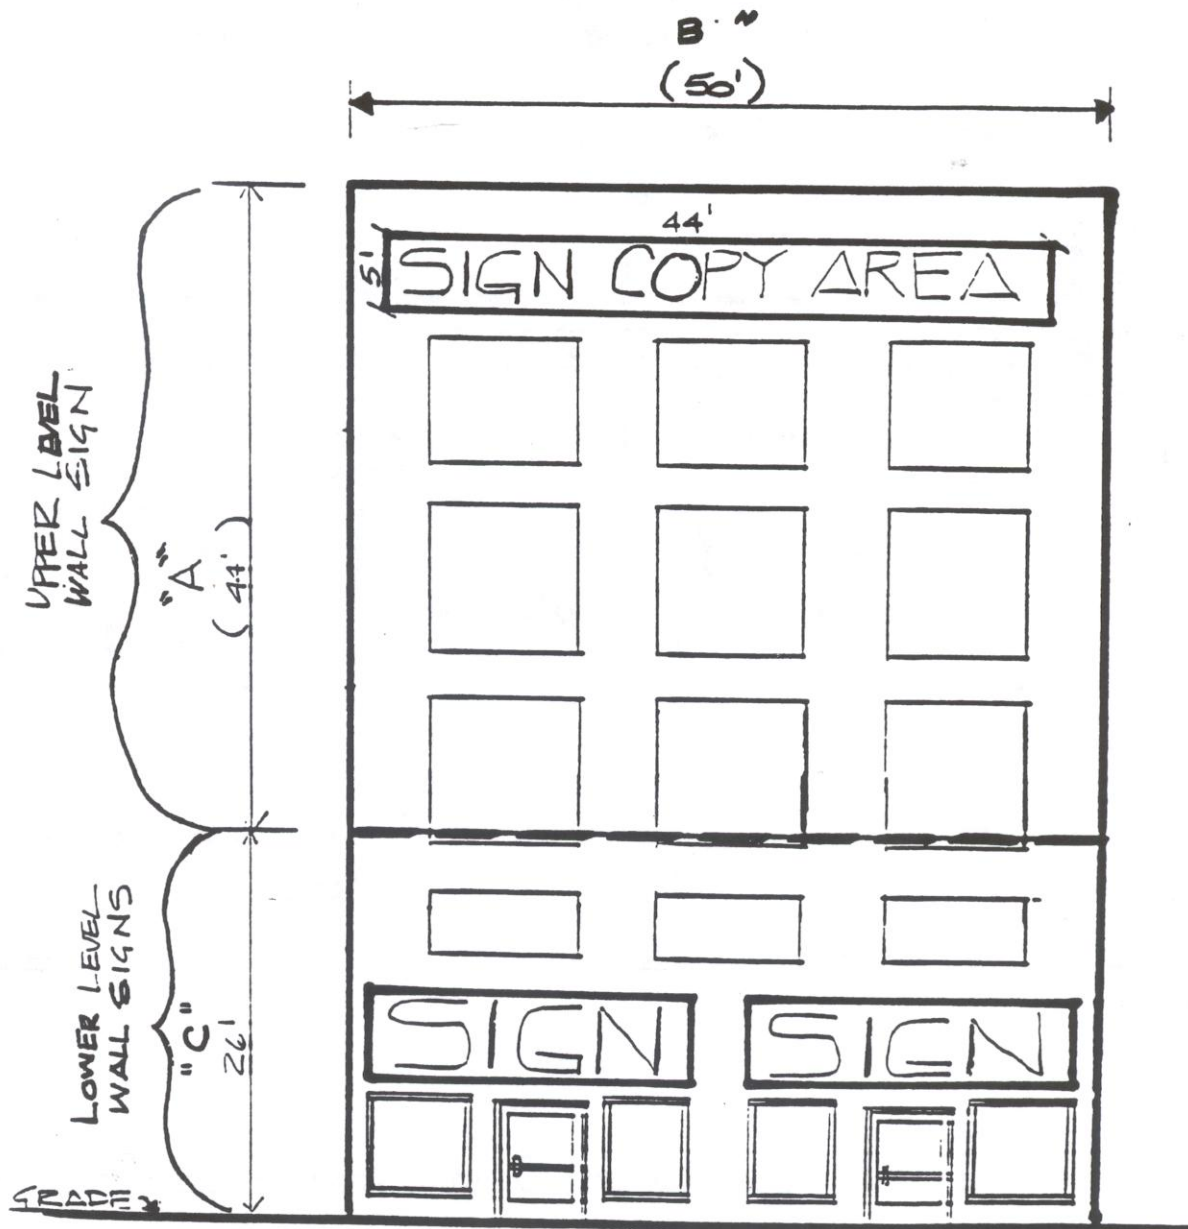 B "
(50')
44'
5'
SIGN COPY AREA
UPPER LEVEL
WALL SIGN
"A"
(44')
LOWER LEVEL
WALL SIGNS
"C"
26'
SIGN
SIGN
GRADE